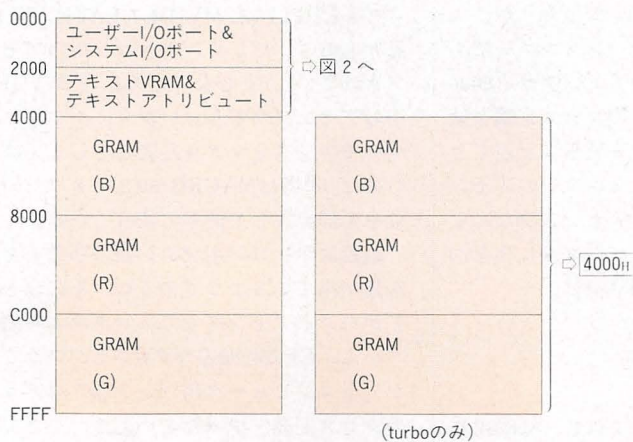 0000
ユーザーI/Oポート&
システムI/Oポート
2000
⇨図2へ
テキストVRAM&
テキストアトリビュート
4000
GRAM
(B)
GRAM
(B)
8000
GRAM
(R)
GRAM
(R)
⇨4000H
C000
GRAM
(G)
GRAM
(G)
FFFF
(turboのみ)